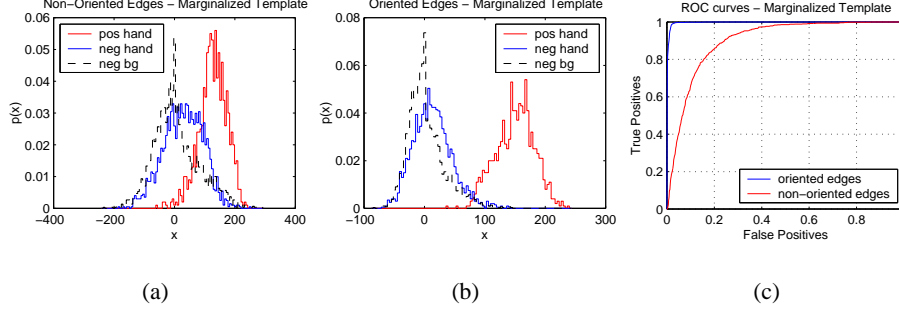 Non-Oriented Edges - Marginalized Template
0.06
0.05
0.04
0.03
0.02
0.01
0
p(x)
pos hand
neg hand
neg bg
-400 -200 0 200 400
x
(a)
Oriented Edges - Marginalized Template
0.08
0.06
0.04
0.02
0
p(x)
pos hand
neg hand
neg bg
-100 0 100 200 300
x
(b)
ROC curves - Marginalized Template
1
0.8
0.6
0.4
0.2
0
True Positives
oriented edges
non-oriented edges
0 0.2 0.4 0.6 0.8
False Positives
(c)